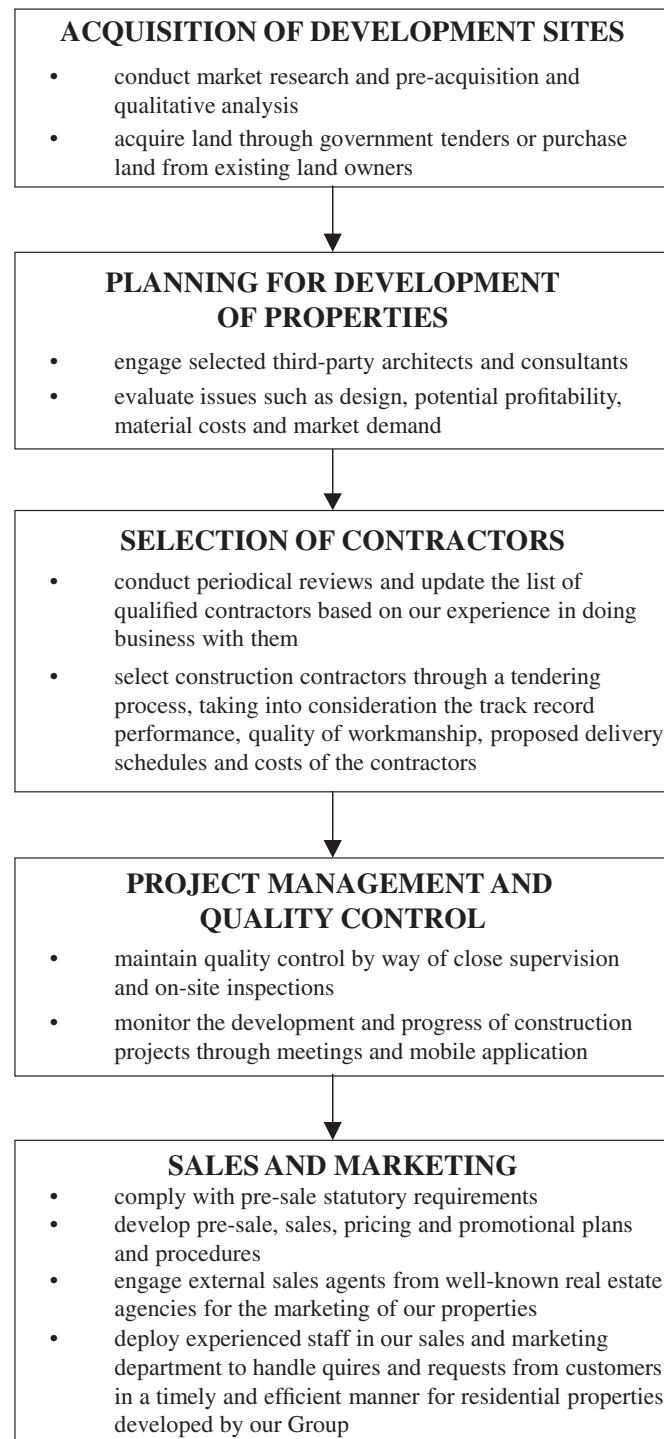 ACQUISITION OF DEVELOPMENT SITES
• conduct market research and pre-acquisition and
qualitative analysis
• acquire land through government tenders or purchase
land from existing land owners
PLANNING FOR DEVELOPMENT
OF PROPERTIES
• engage selected third-party architects and consultants
• evaluate issues such as design, potential profitability,
material costs and market demand
SELECTION OF CONTRACTORS
• conduct periodical reviews and update the list of
qualified contractors based on our experience in doing
business with them
• select construction contractors through a tendering
process, taking into consideration the track record
performance, quality of workmanship, proposed delivery
schedules and costs of the contractors
PROJECT MANAGEMENT AND
QUALITY CONTROL
• maintain quality control by way of close supervision
and on-site inspections
• monitor the development and progress of construction
projects through meetings and mobile application
SALES AND MARKETING
• comply with pre-sale statutory requirements
• develop pre-sale, sales, pricing and promotional plans
and procedures
• engage external sales agents from well-known real estate
agencies for the marketing of our properties
• deploy experienced staff in our sales and marketing
department to handle quires and requests from customers
in a timely and efficient manner for residential properties
developed by our Group